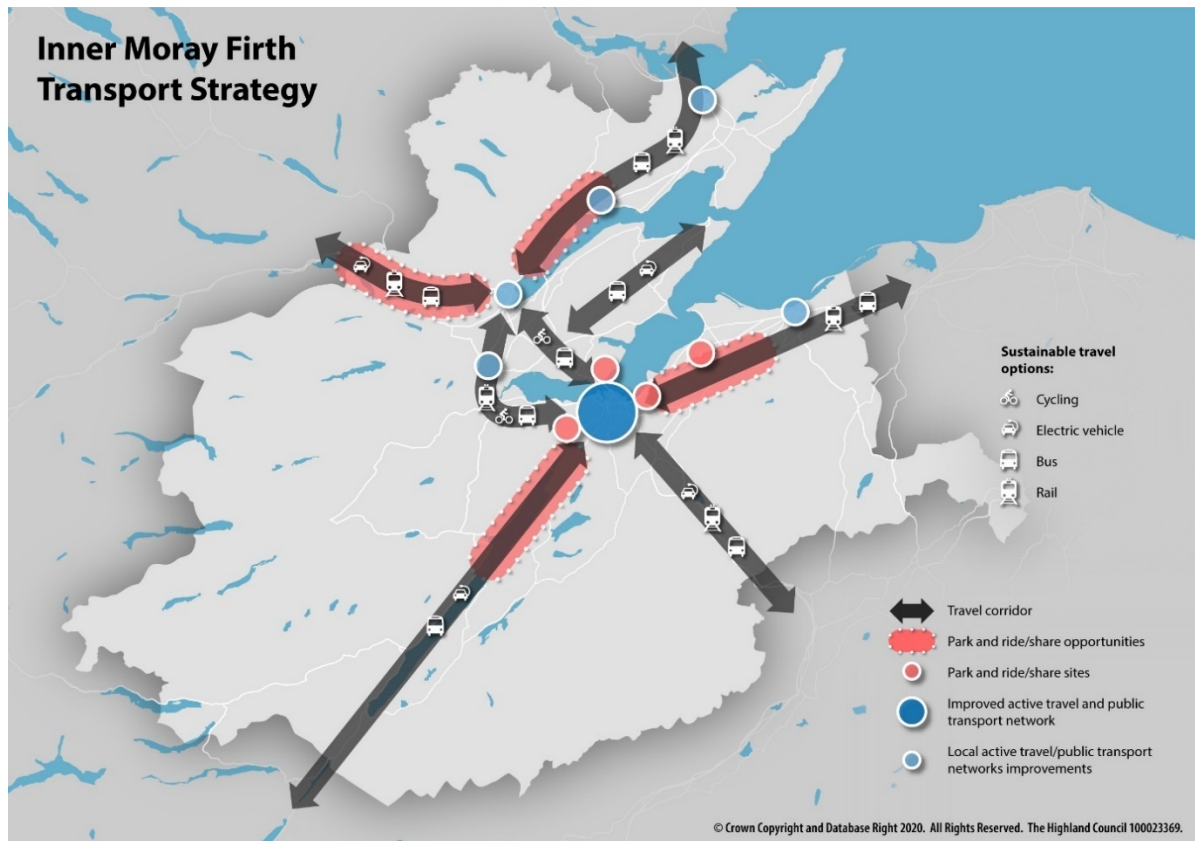 Inner Moray Firth
Transport Strategy
Sustainable travel
options:
Cycling
Electric vehicle
Bus
Rail
Travel corridor
Park and ride/share opportunities
Park and ride/share sites
Improved active travel and public
transport network
Local active travel/public transport
networks improvements
© Crown Copyright and Database Right 2020. All Rights Reserved. The Highland Council 100023369.